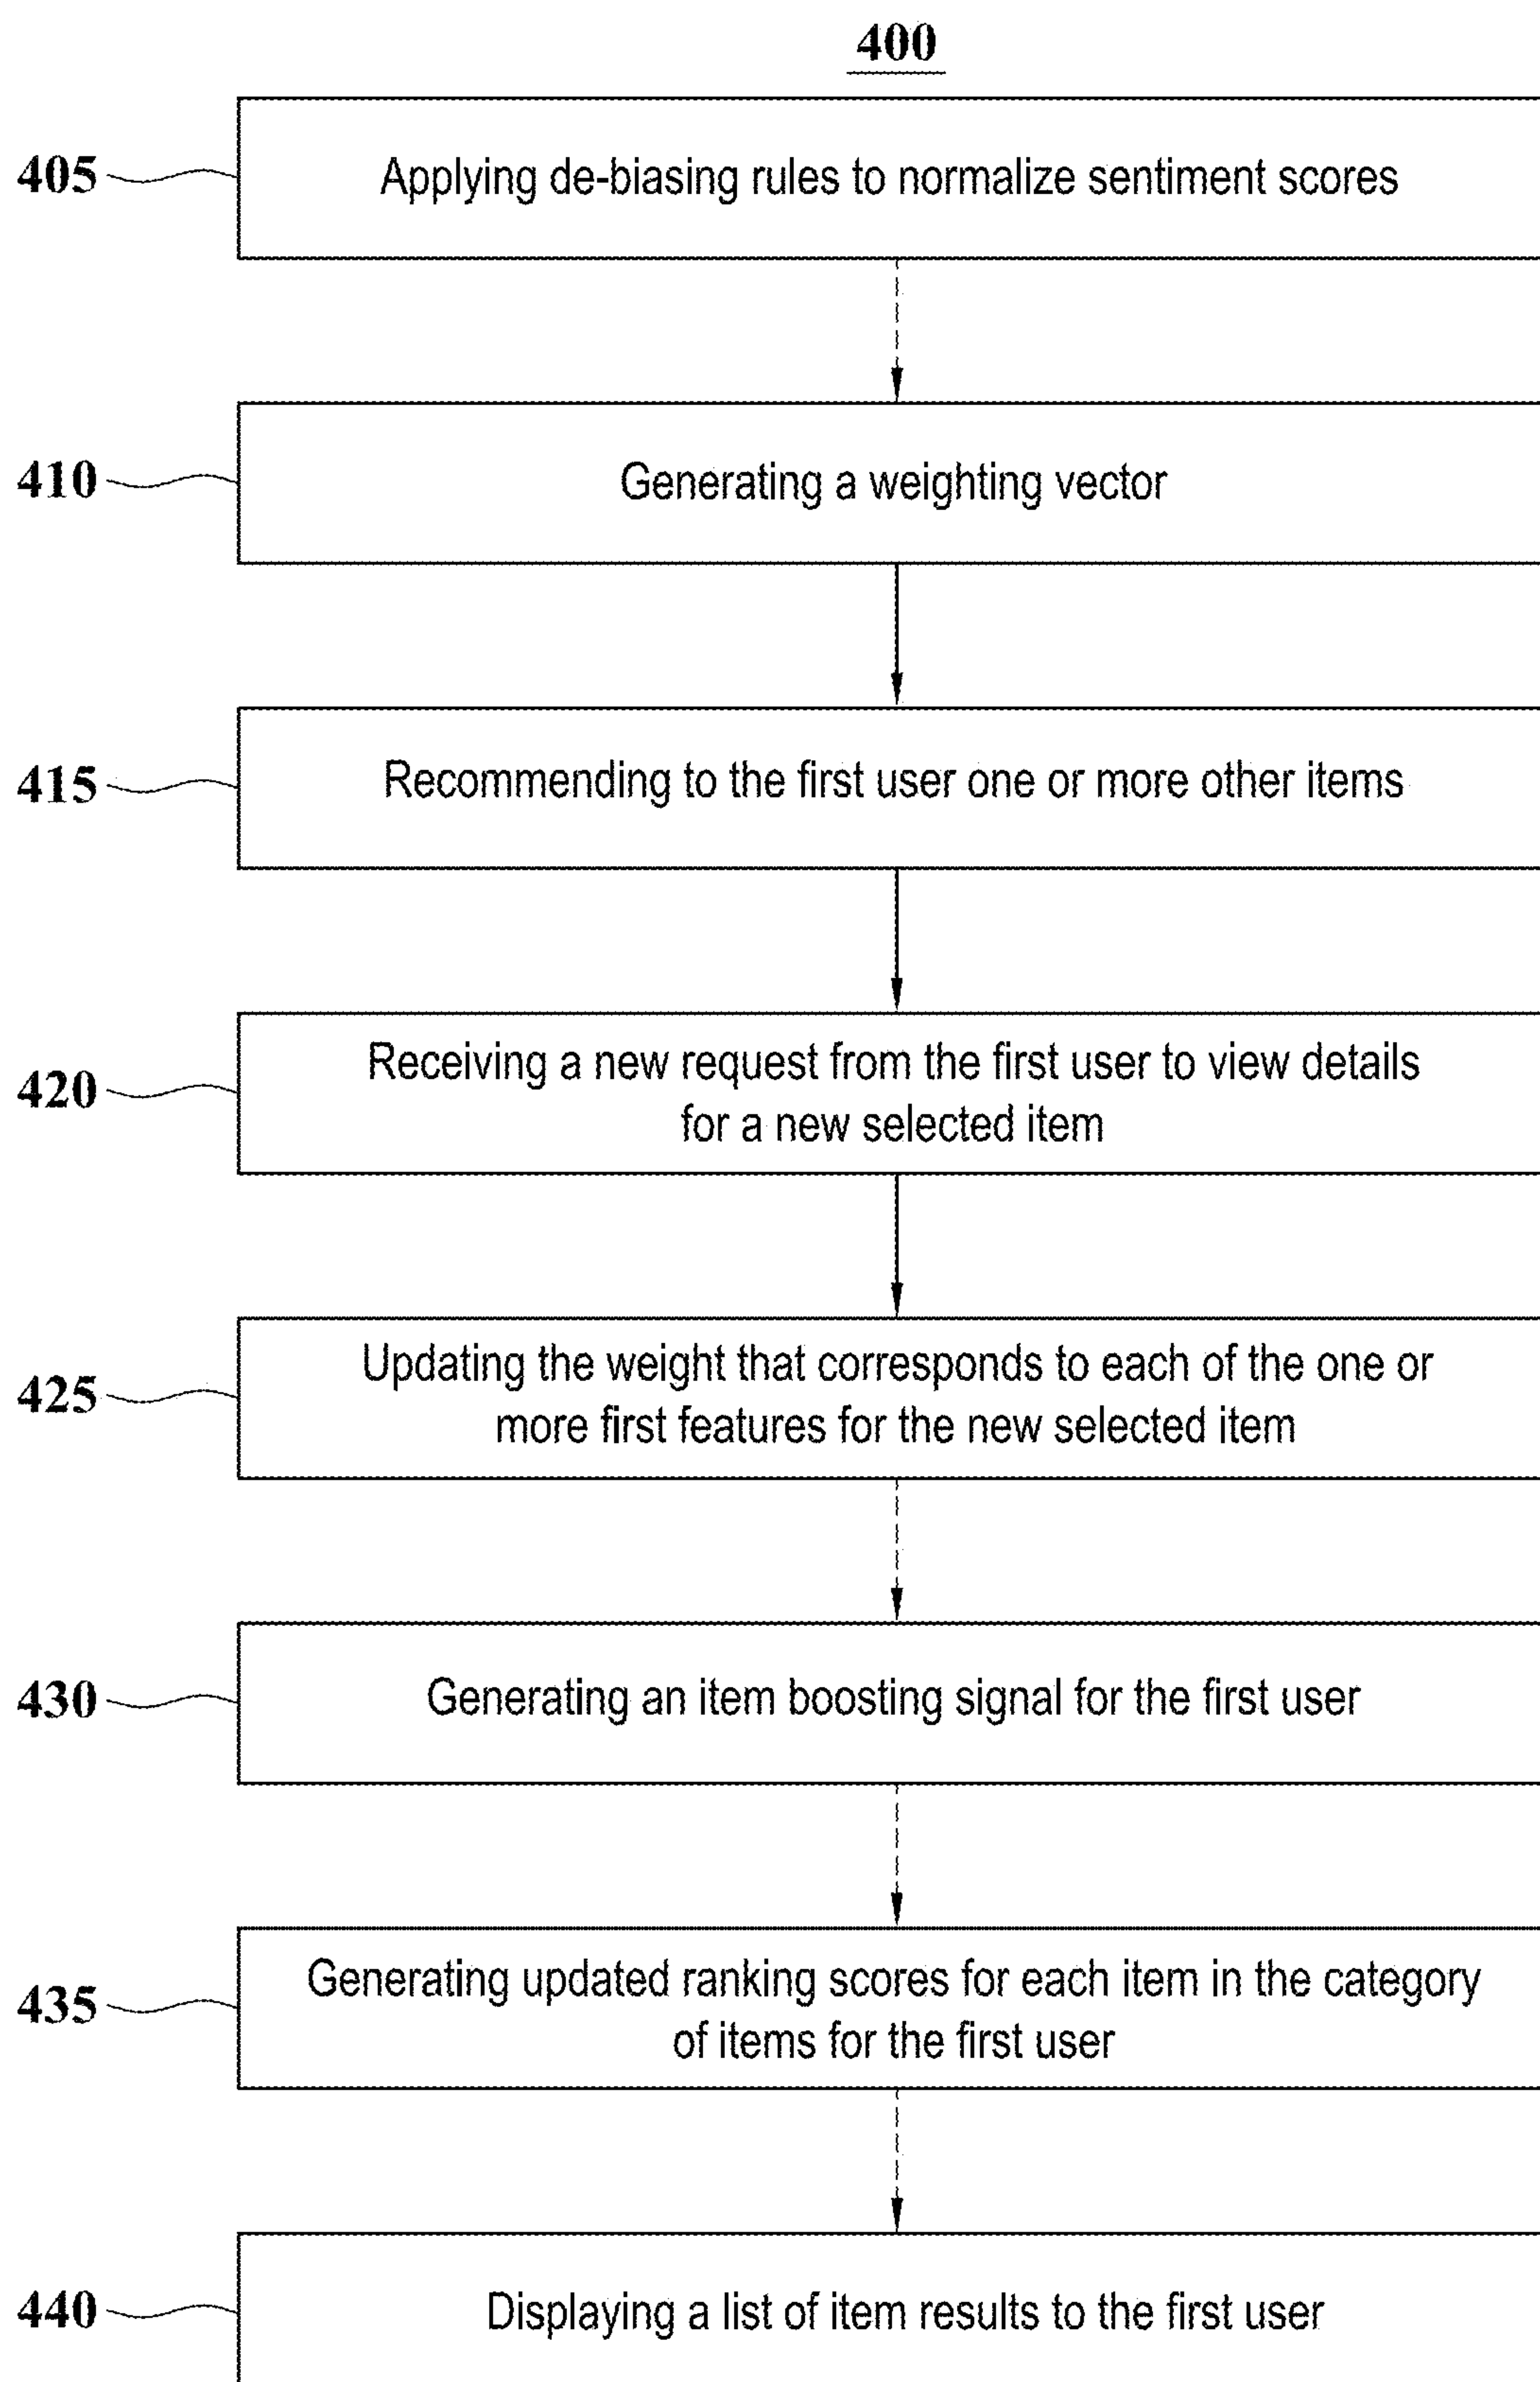 400
405
Applying de-biasing rules to normalize sentiment scores
410
Generating a weighting vector
415
Recommending to the first user one or more other items
420
Receiving a new request from the first user to view details
for a new selected item
425
Updating the weight that corresponds to each of the one or
more first features for the new selected item
430
Generating an item boosting signal for the first user
435
Generating updated ranking scores for each item in the category
of items for the first user
440
Displaying a list of item results to the first user